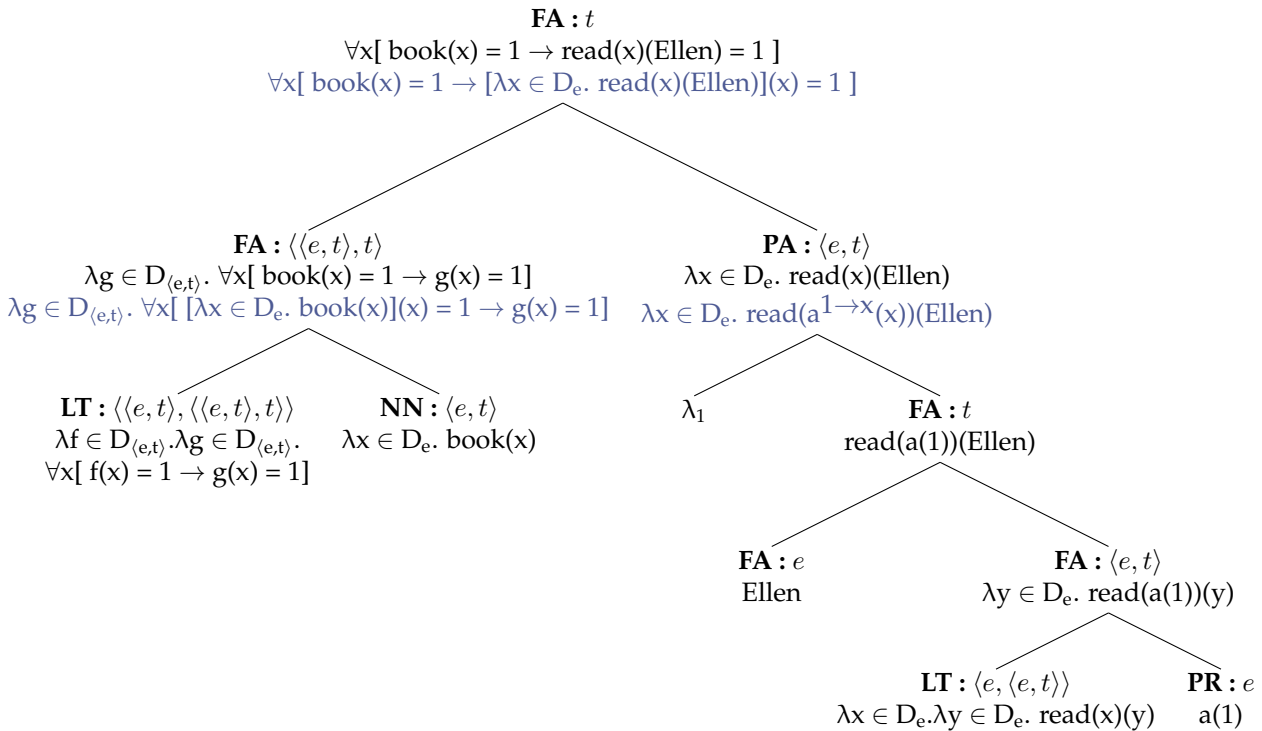 FA : t
∀x[ book(x) = 1 → read(x)(Ellen) = 1 ]
∀x[ book(x) = 1 → [λx ∈ Dₑ. read(x)(Ellen)](x) = 1 ]
FA : ⟨⟨e, t⟩, t⟩
λg ∈ D⟨e,t⟩. ∀x[ book(x) = 1 → g(x) = 1]
λg ∈ D⟨e,t⟩. ∀x[ [λx ∈ Dₑ. book(x)](x) = 1 → g(x) = 1]
PA : ⟨e, t⟩
λx ∈ Dₑ. read(x)(Ellen)
λx ∈ Dₑ. read(a^1→x(x))(Ellen)
LT : ⟨⟨e, t⟩, ⟨⟨e, t⟩, t⟩⟩
λf ∈ D⟨e,t⟩.λg ∈ D⟨e,t⟩.
∀x[ f(x) = 1 → g(x) = 1]
NN : ⟨e, t⟩
λx ∈ Dₑ. book(x)
λ₁
FA : t
read(a(1))(Ellen)
FA : e
Ellen
FA : ⟨e, t⟩
λy ∈ Dₑ. read(a(1))(y)
LT : ⟨e, ⟨e, t⟩⟩
λx ∈ Dₑ.λy ∈ Dₑ. read(x)(y)
PR : e
a(1)